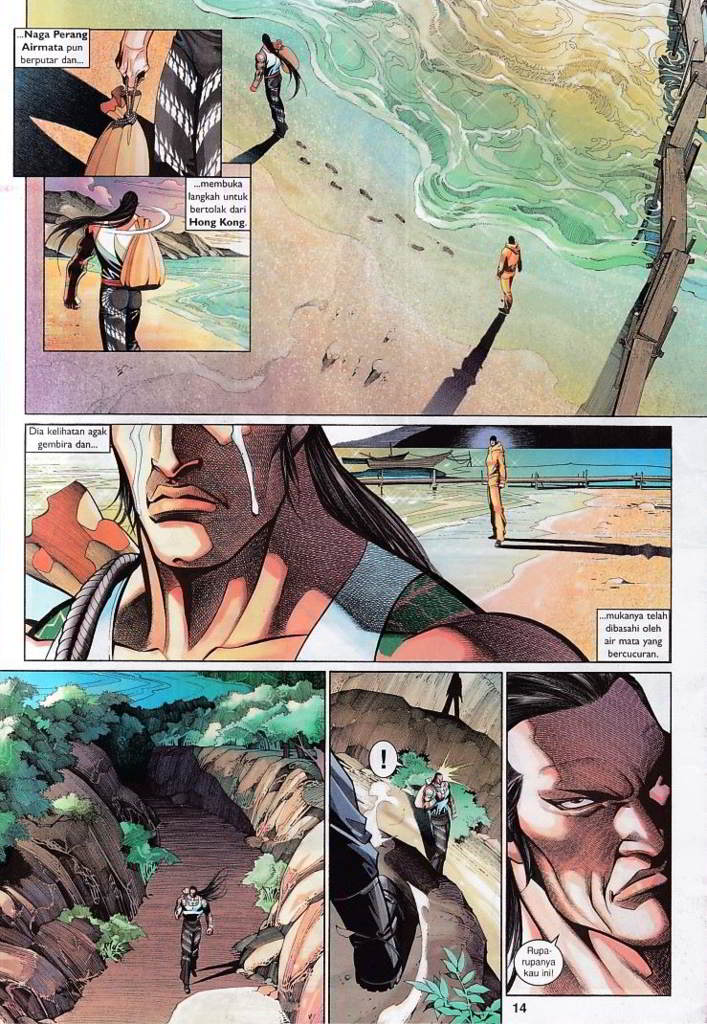 ...Naga Perang
Airmata pun
berputar dan...
...membuka
langkah untuk
bertolak dari
Hong Kong.
Dia kelihatan agak
gembira dan...
...mukanya telah
dibasahi oleh
air mata yang
bercucuran.
!
Rupa-
rupanya
kau ini!
14